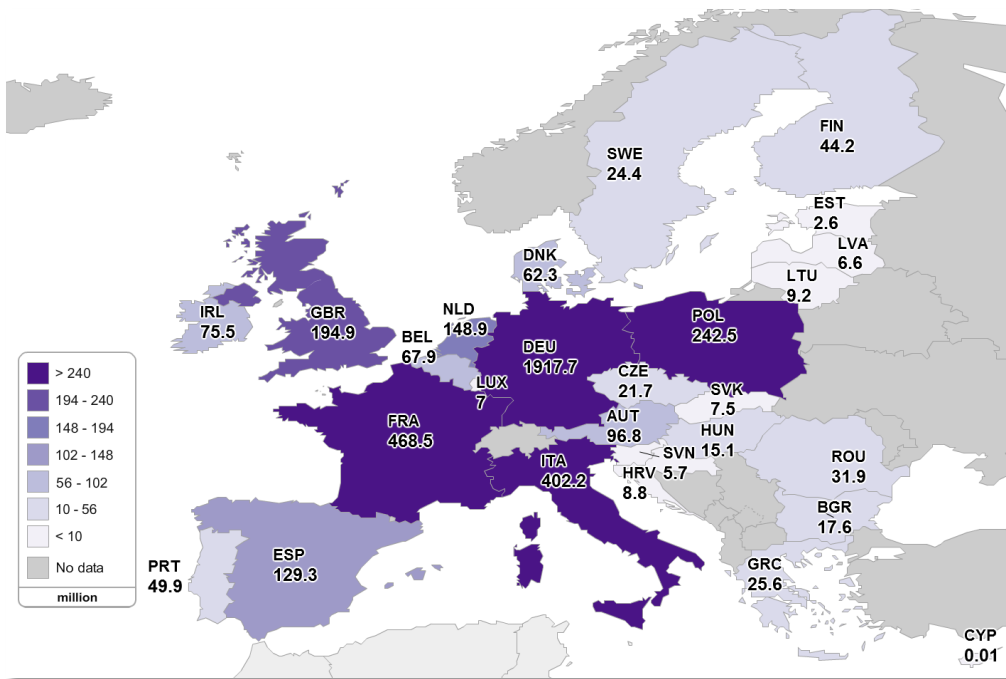 FIN
44.2
SWE
24.4
EST
2.6
LVA
6.6
LTU
9.2
DNK
62.3
IRL
75.5
GBR
194.9
NLD
148.9
BEL
67.9
POL
242.5
DEU
1917.7
LUX
7
CZE
21.7
SVK
7.5
FRA
468.5
AUT
96.8
HUN
15.1
ITA
402.2
SVN
5.7
HRV
8.8
ROU
31.9
BGR
17.6
ESP
129.3
PRT
49.9
GRC
25.6
CYP
0.01
> 240
194 - 240
148 - 194
102 - 148
56 - 102
10 - 56
< 10
No data
million